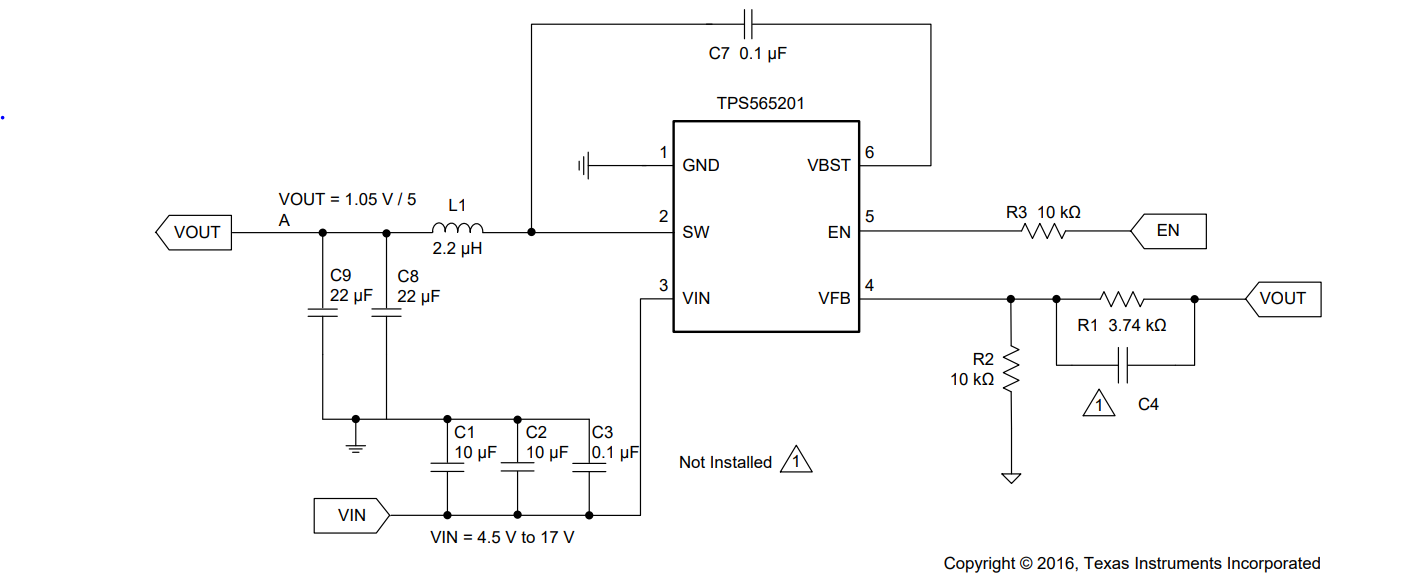 C7 0.1 µF
TPS565201
1
GND
VBST
6
2
SW
EN
5
3
VIN
VFB
4
VOUT
VOUT = 1.05 V / 5
A
L1
2.2 µH
C9
22 µF
C8
22 µF
R3 10 kΩ
EN
VOUT
R1 3.74 kΩ
R2
10 kΩ
1
C4
C1
10 µF
C2
10 µF
C3
0.1 µF
Not Installed
1
VIN
VIN = 4.5 V to 17 V
Copyright © 2016, Texas Instruments Incorporated